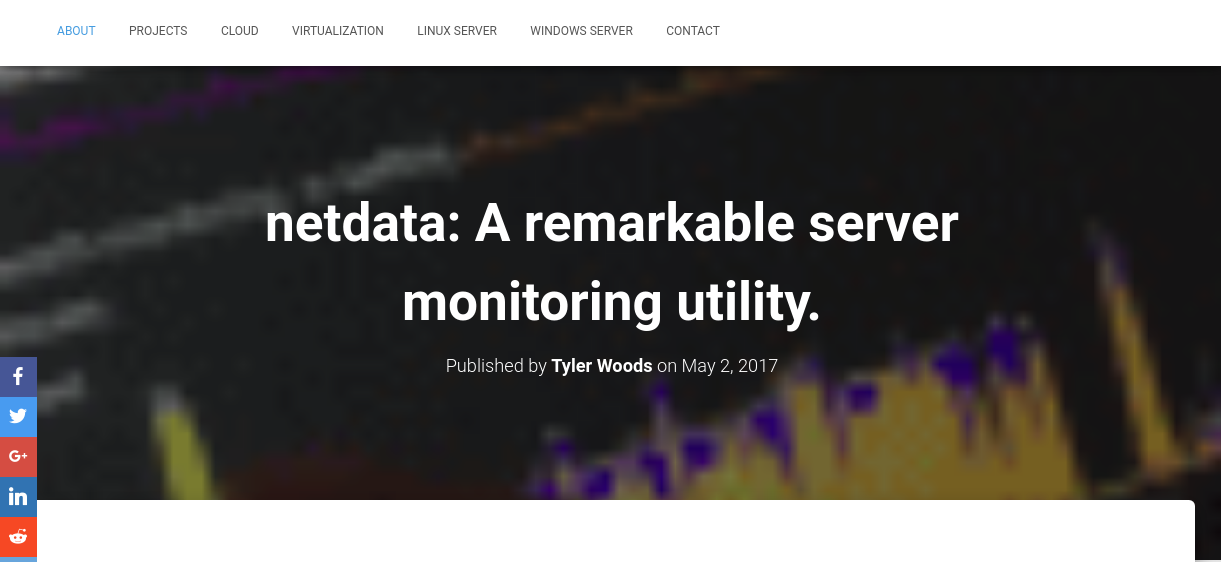 ABOUT PROJECTS CLOUD VIRTUALIZATION LINUX SERVER WINDOWS SERVER CONTACT
netdata: A remarkable server
monitoring utility.
Published by Tyler Woods on May 2, 2017